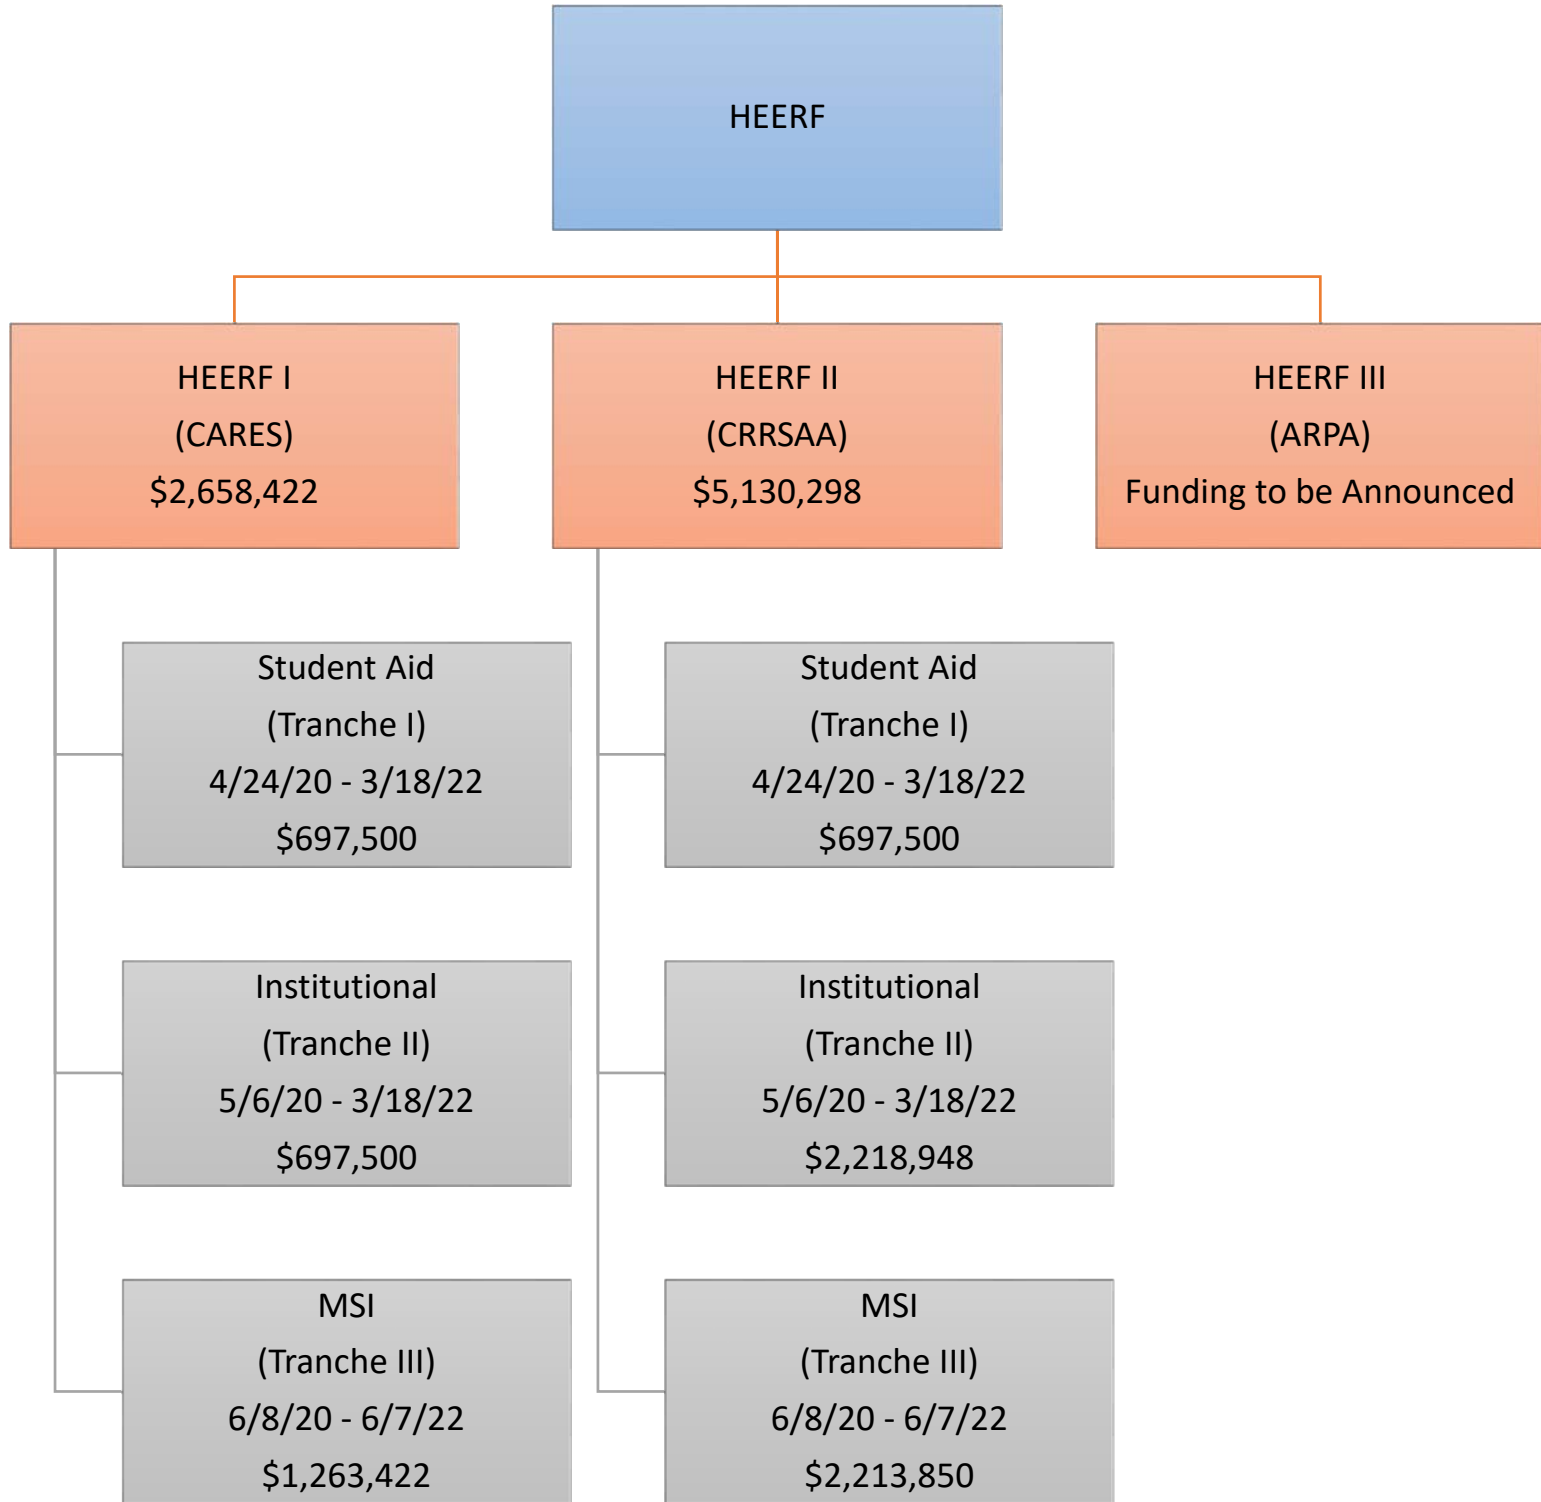 HEERF
HEERF I
(CARES)
$2,658,422
HEERF II
(CRRSAA)
$5,130,298
HEERF III
(ARPA)
Funding to be Announced
Student Aid
(Tranche I)
4/24/20 - 3/18/22
$697,500
Student Aid
(Tranche I)
4/24/20 - 3/18/22
$697,500
Institutional
(Tranche II)
5/6/20 - 3/18/22
$697,500
Institutional
(Tranche II)
5/6/20 - 3/18/22
$2,218,948
MSI
(Tranche III)
6/8/20 - 6/7/22
$1,263,422
MSI
(Tranche III)
6/8/20 - 6/7/22
$2,213,850